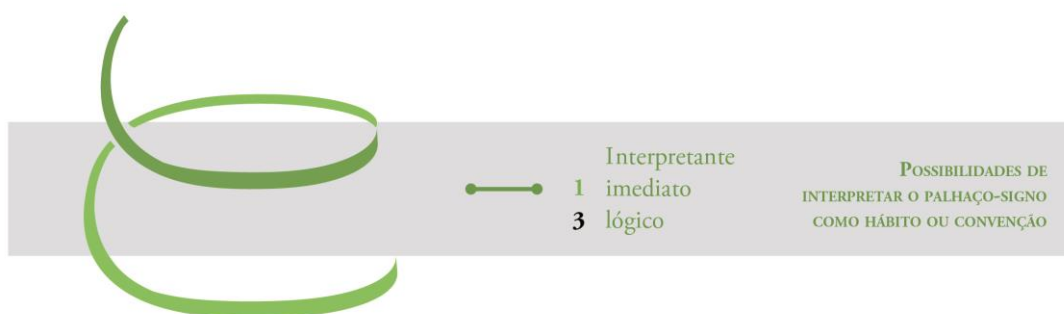 Interpretante
1 imediato
3 lógico
POSSIBILIDADES DE
INTERPRETAR O PALHAÇO-SIGNO
COMO HÁBITO OU CONVENÇÃO